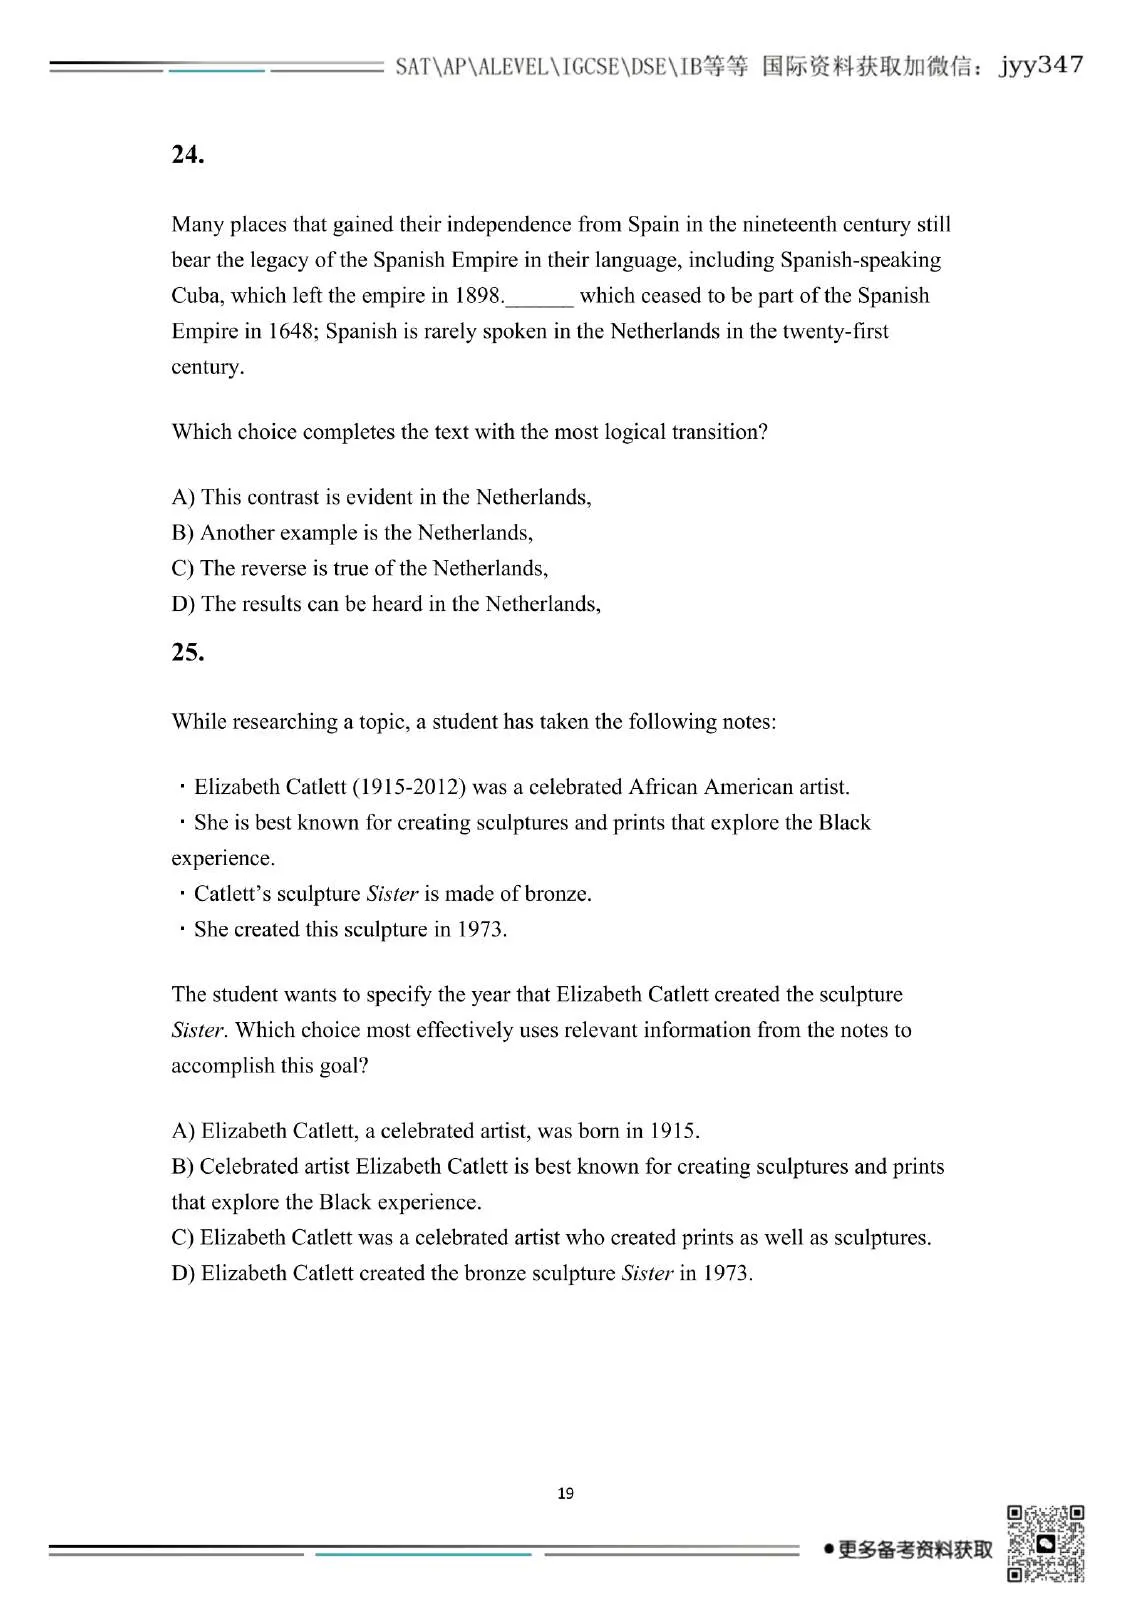 SAT\AP\ALEVEL\IGCSE\DSE\IB等等 国际资料获取加微信： jyy347
24.
Many places that gained their independence from Spain in the nineteenth century still
bear the legacy of the Spanish Empire in their language, including Spanish-speaking
Cuba, which left the empire in 1898.______ which ceased to be part of the Spanish
Empire in 1648; Spanish is rarely spoken in the Netherlands in the twenty-first
century.
Which choice completes the text with the most logical transition?
A) This contrast is evident in the Netherlands,
B) Another example is the Netherlands,
C) The reverse is true of the Netherlands,
D) The results can be heard in the Netherlands,
25.
While researching a topic, a student has taken the following notes:
・Elizabeth Catlett (1915-2012) was a celebrated African American artist.
・She is best known for creating sculptures and prints that explore the Black
experience.
・Catlett’s sculpture Sister is made of bronze.
・She created this sculpture in 1973.
The student wants to specify the year that Elizabeth Catlett created the sculpture
Sister. Which choice most effectively uses relevant information from the notes to
accomplish this goal?
A) Elizabeth Catlett, a celebrated artist, was born in 1915.
B) Celebrated artist Elizabeth Catlett is best known for creating sculptures and prints
that explore the Black experience.
C) Elizabeth Catlett was a celebrated artist who created prints as well as sculptures.
D) Elizabeth Catlett created the bronze sculpture Sister in 1973.
19
●更多备考资料获取